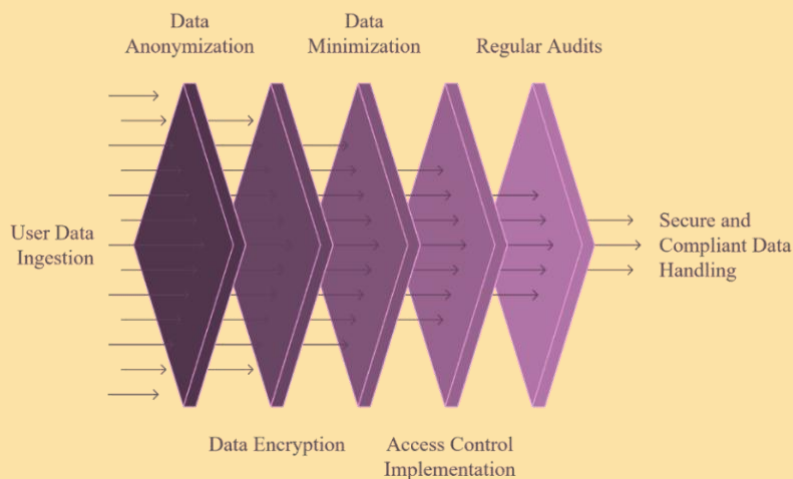 Data
Anonymization
Data
Minimization
Regular Audits
User Data
Ingestion
Secure and
Compliant Data
Handling
Data Encryption
Access Control
Implementation